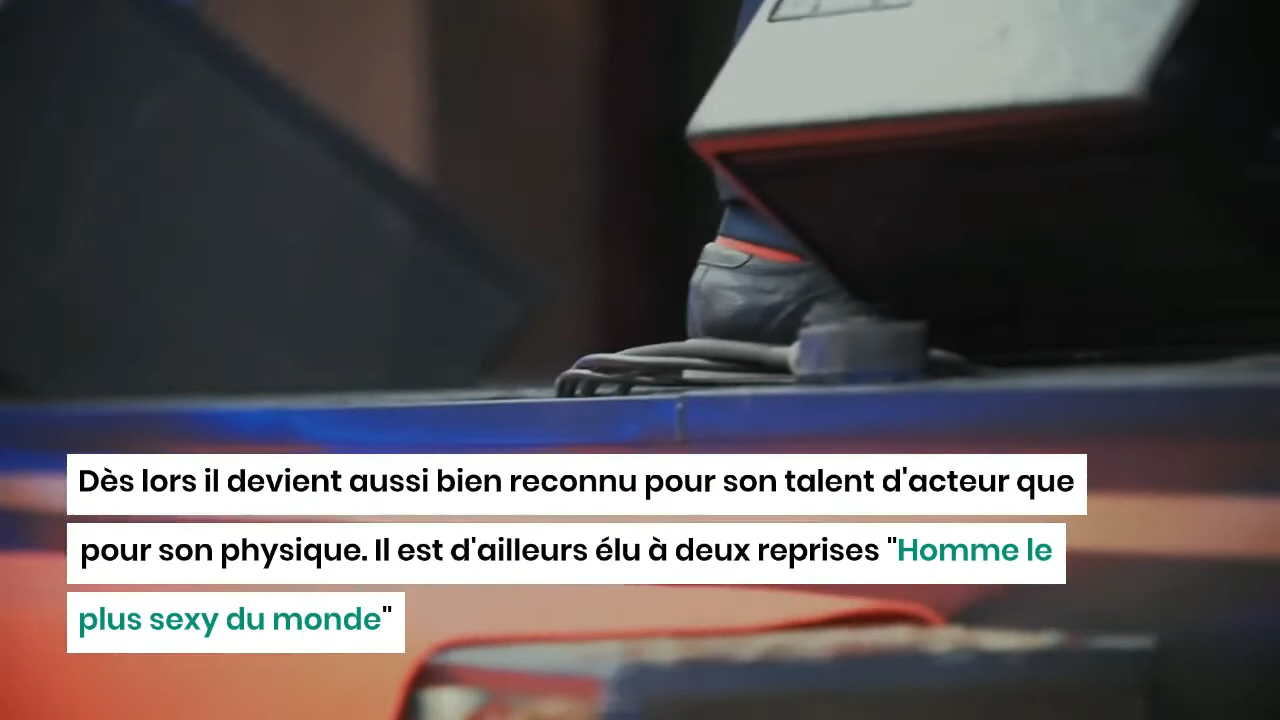 Dès lors il devient aussi bien reconnu pour son talent d'acteur que
pour son physique. Il est d'ailleurs élu à deux reprises "Homme le
plus sexy du monde"